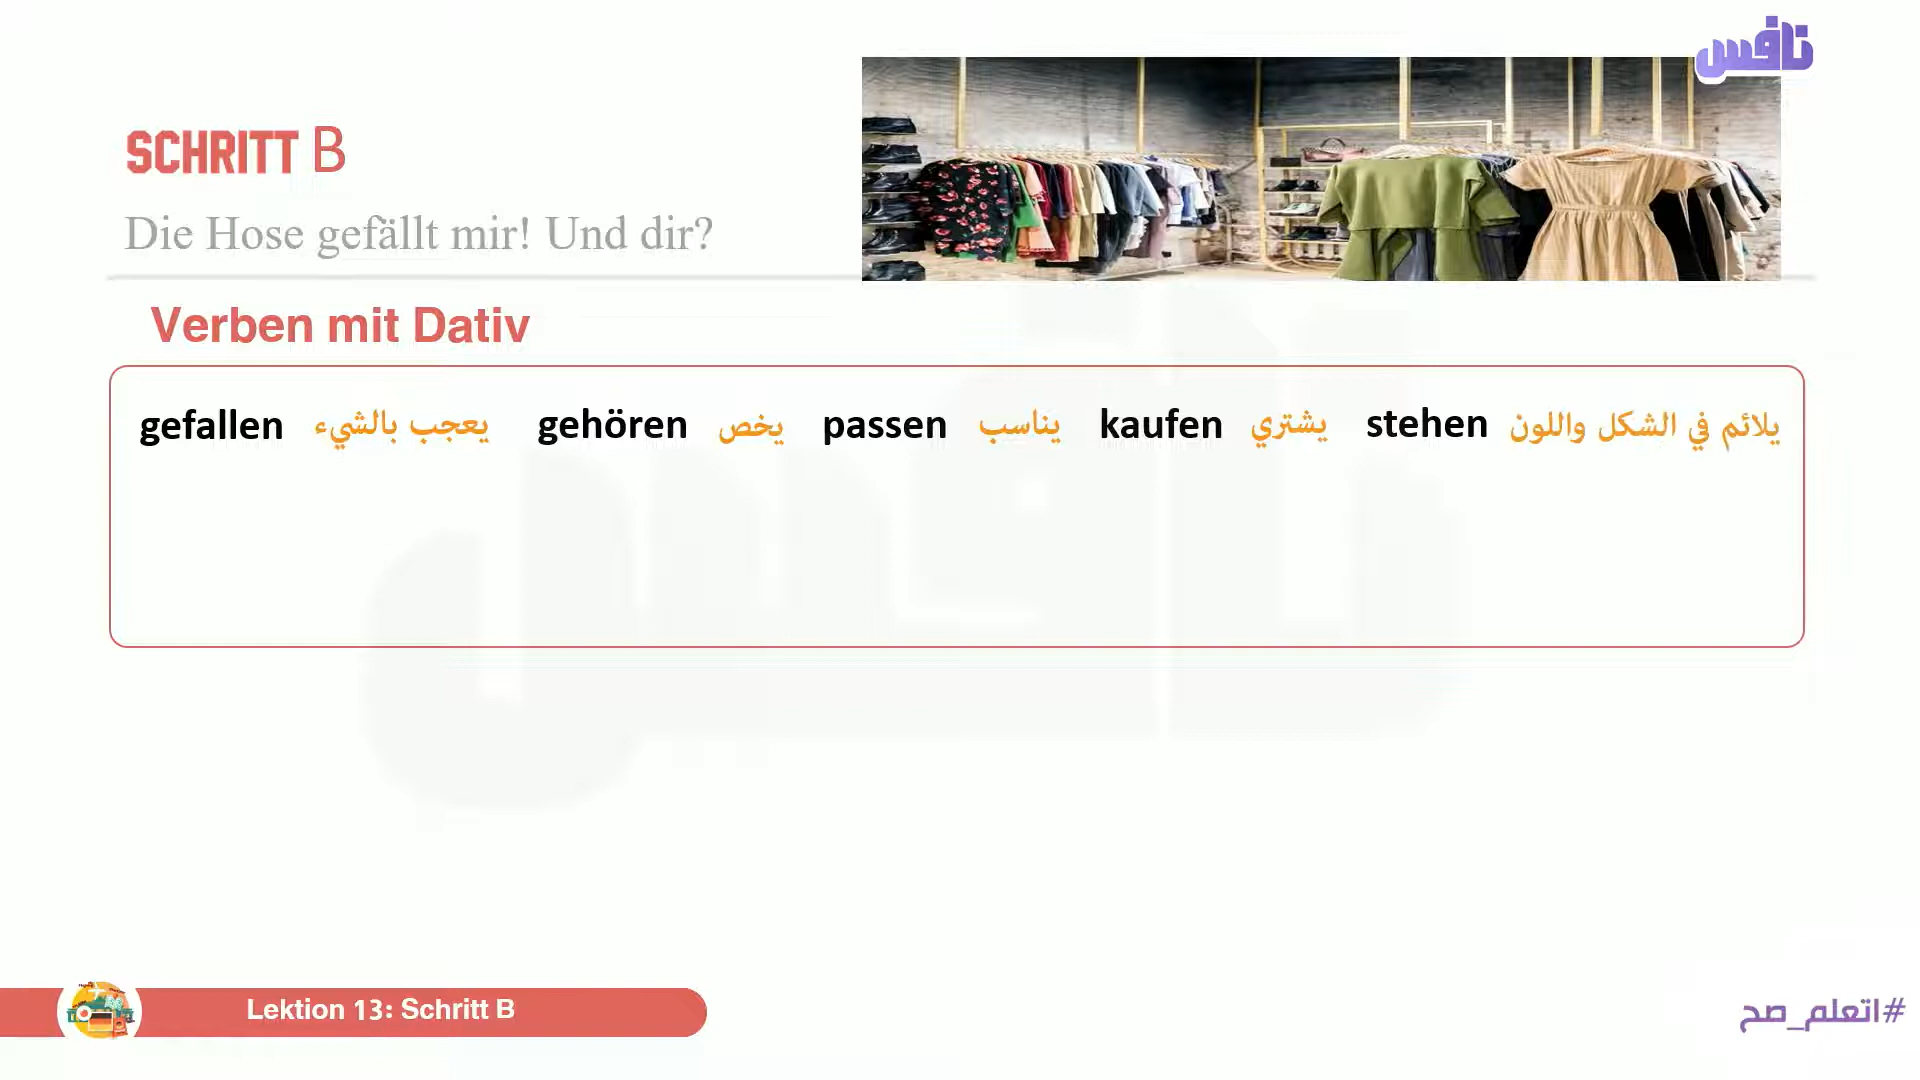 نافس
SCHRITT B
Die Hose gefällt mir! Und dir?
Verben mit Dativ
gefallen يعجب بالشيء gehören يخص passen يناسب kaufen يشتري stehen يلائم في الشكل واللون
Lektion 13: Schritt B
#اتعلم_صح